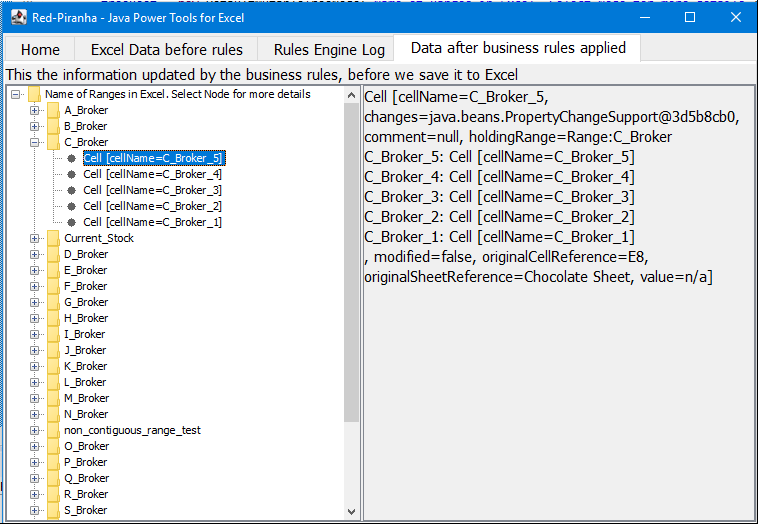 Red-Piranha - Java Power Tools for Excel
Home
Excel Data before rules
Rules Engine Log
Data after business rules applied
This the information updated by the business rules, before we save it to Excel
Name of Ranges in Excel. Select Node for more details
A_Broker
B_Broker
C_Broker
Cell [cellName=C_Broker_5]
Cell [cellName=C_Broker_4]
Cell [cellName=C_Broker_3]
Cell [cellName=C_Broker_2]
Cell [cellName=C_Broker_1]
Current_Stock
D_Broker
E_Broker
F_Broker
G_Broker
H_Broker
I_Broker
J_Broker
K_Broker
L_Broker
M_Broker
N_Broker
non_contiguous_range_test
O_Broker
P_Broker
Q_Broker
R_Broker
S_Broker
Cell [cellName=C_Broker_5,
changes=java.beans.PropertyChangeSupport@3d5b8cb0,
comment=null, holdingRange=Range:C_Broker
C_Broker_5: Cell [cellName=C_Broker_5]
C_Broker_4: Cell [cellName=C_Broker_4]
C_Broker_3: Cell [cellName=C_Broker_3]
C_Broker_2: Cell [cellName=C_Broker_2]
C_Broker_1: Cell [cellName=C_Broker_1]
, modified=false, originalCellReference=E8,
originalSheetReference=Chocolate Sheet, value=n/a]